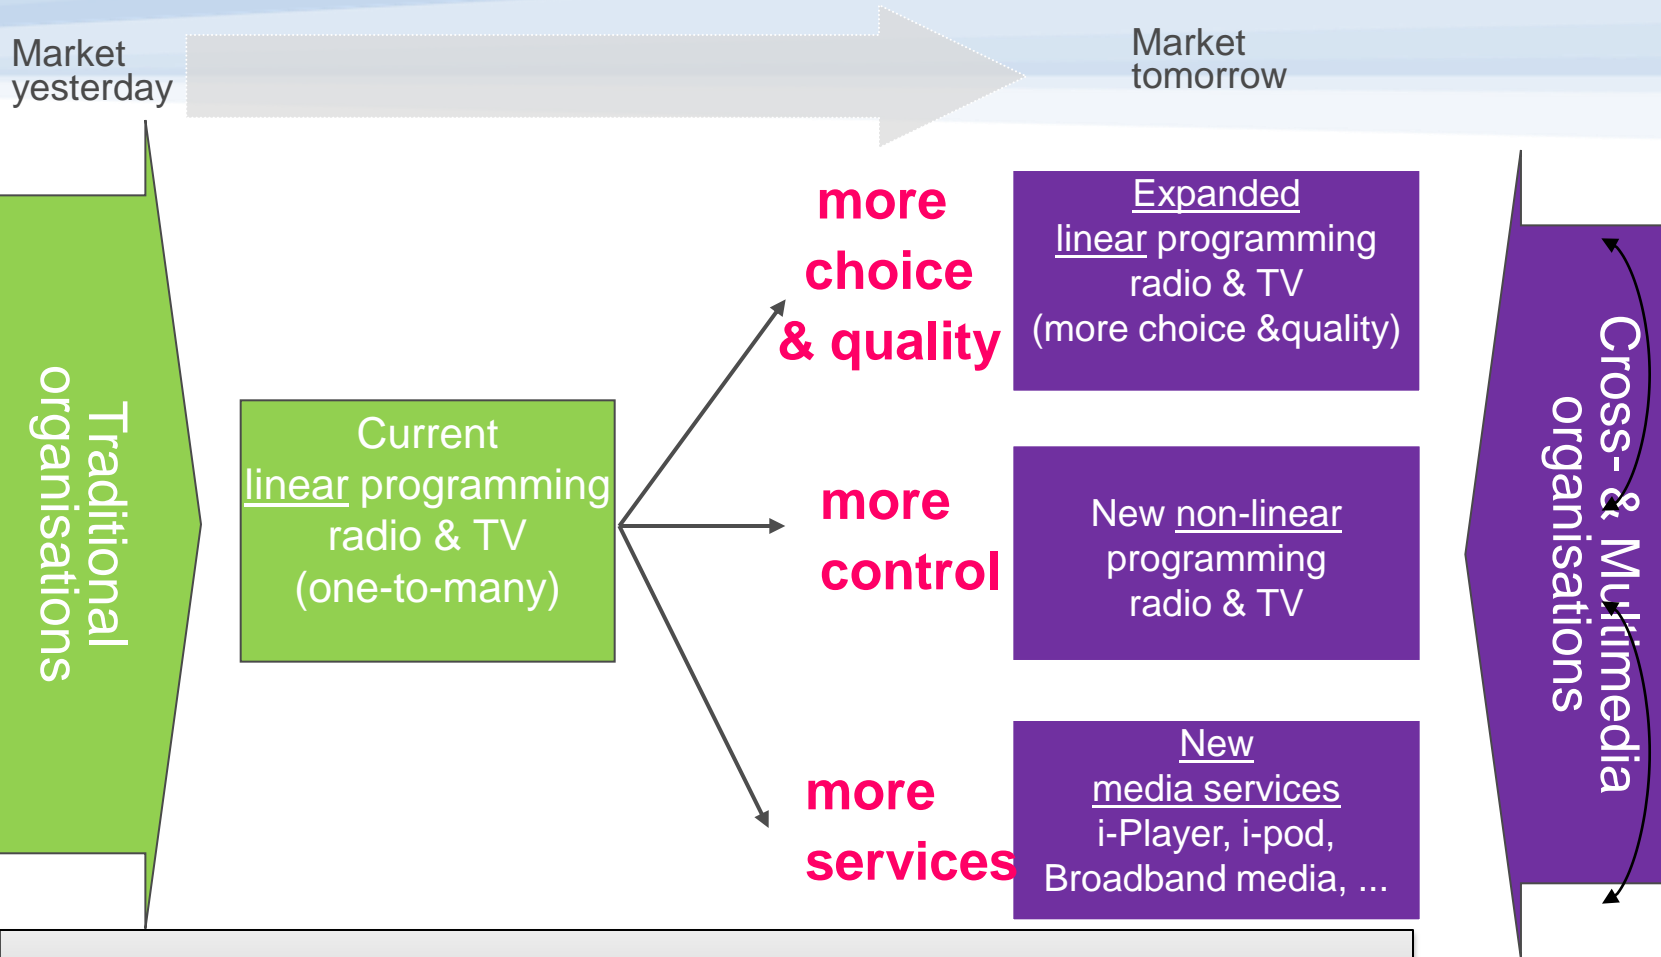 Market
yesterday
Market
tomorrow
Traditional
organisations
Current
linear programming
radio & TV
(one-to-many)
more
choice
& quality
Expanded
linear programming
radio & TV
(more choice &quality)
more
control
New non-linear
programming
radio & TV
more
services
New
media services
i-Player, i-pod,
Broadband media, ...
Cross- & Multimedia
organisations